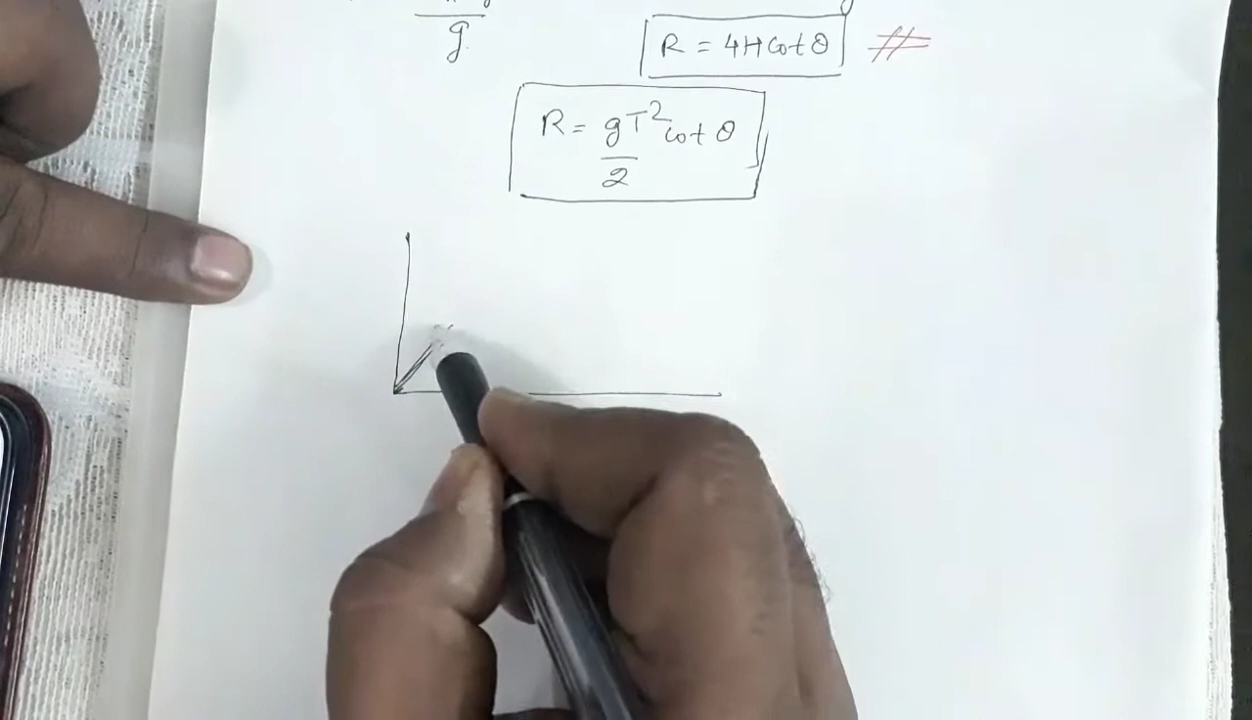 g
R = 4H cot θ
R = gT² cot θ
2